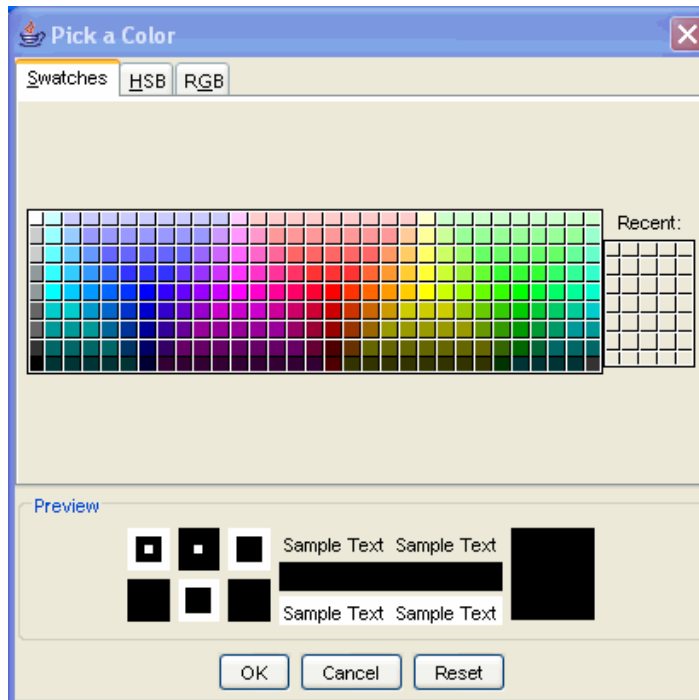 Pick a Color
Swatches HSB RGB
Recent:
Preview
Sample Text Sample Text
Sample Text Sample Text
OK Cancel Reset